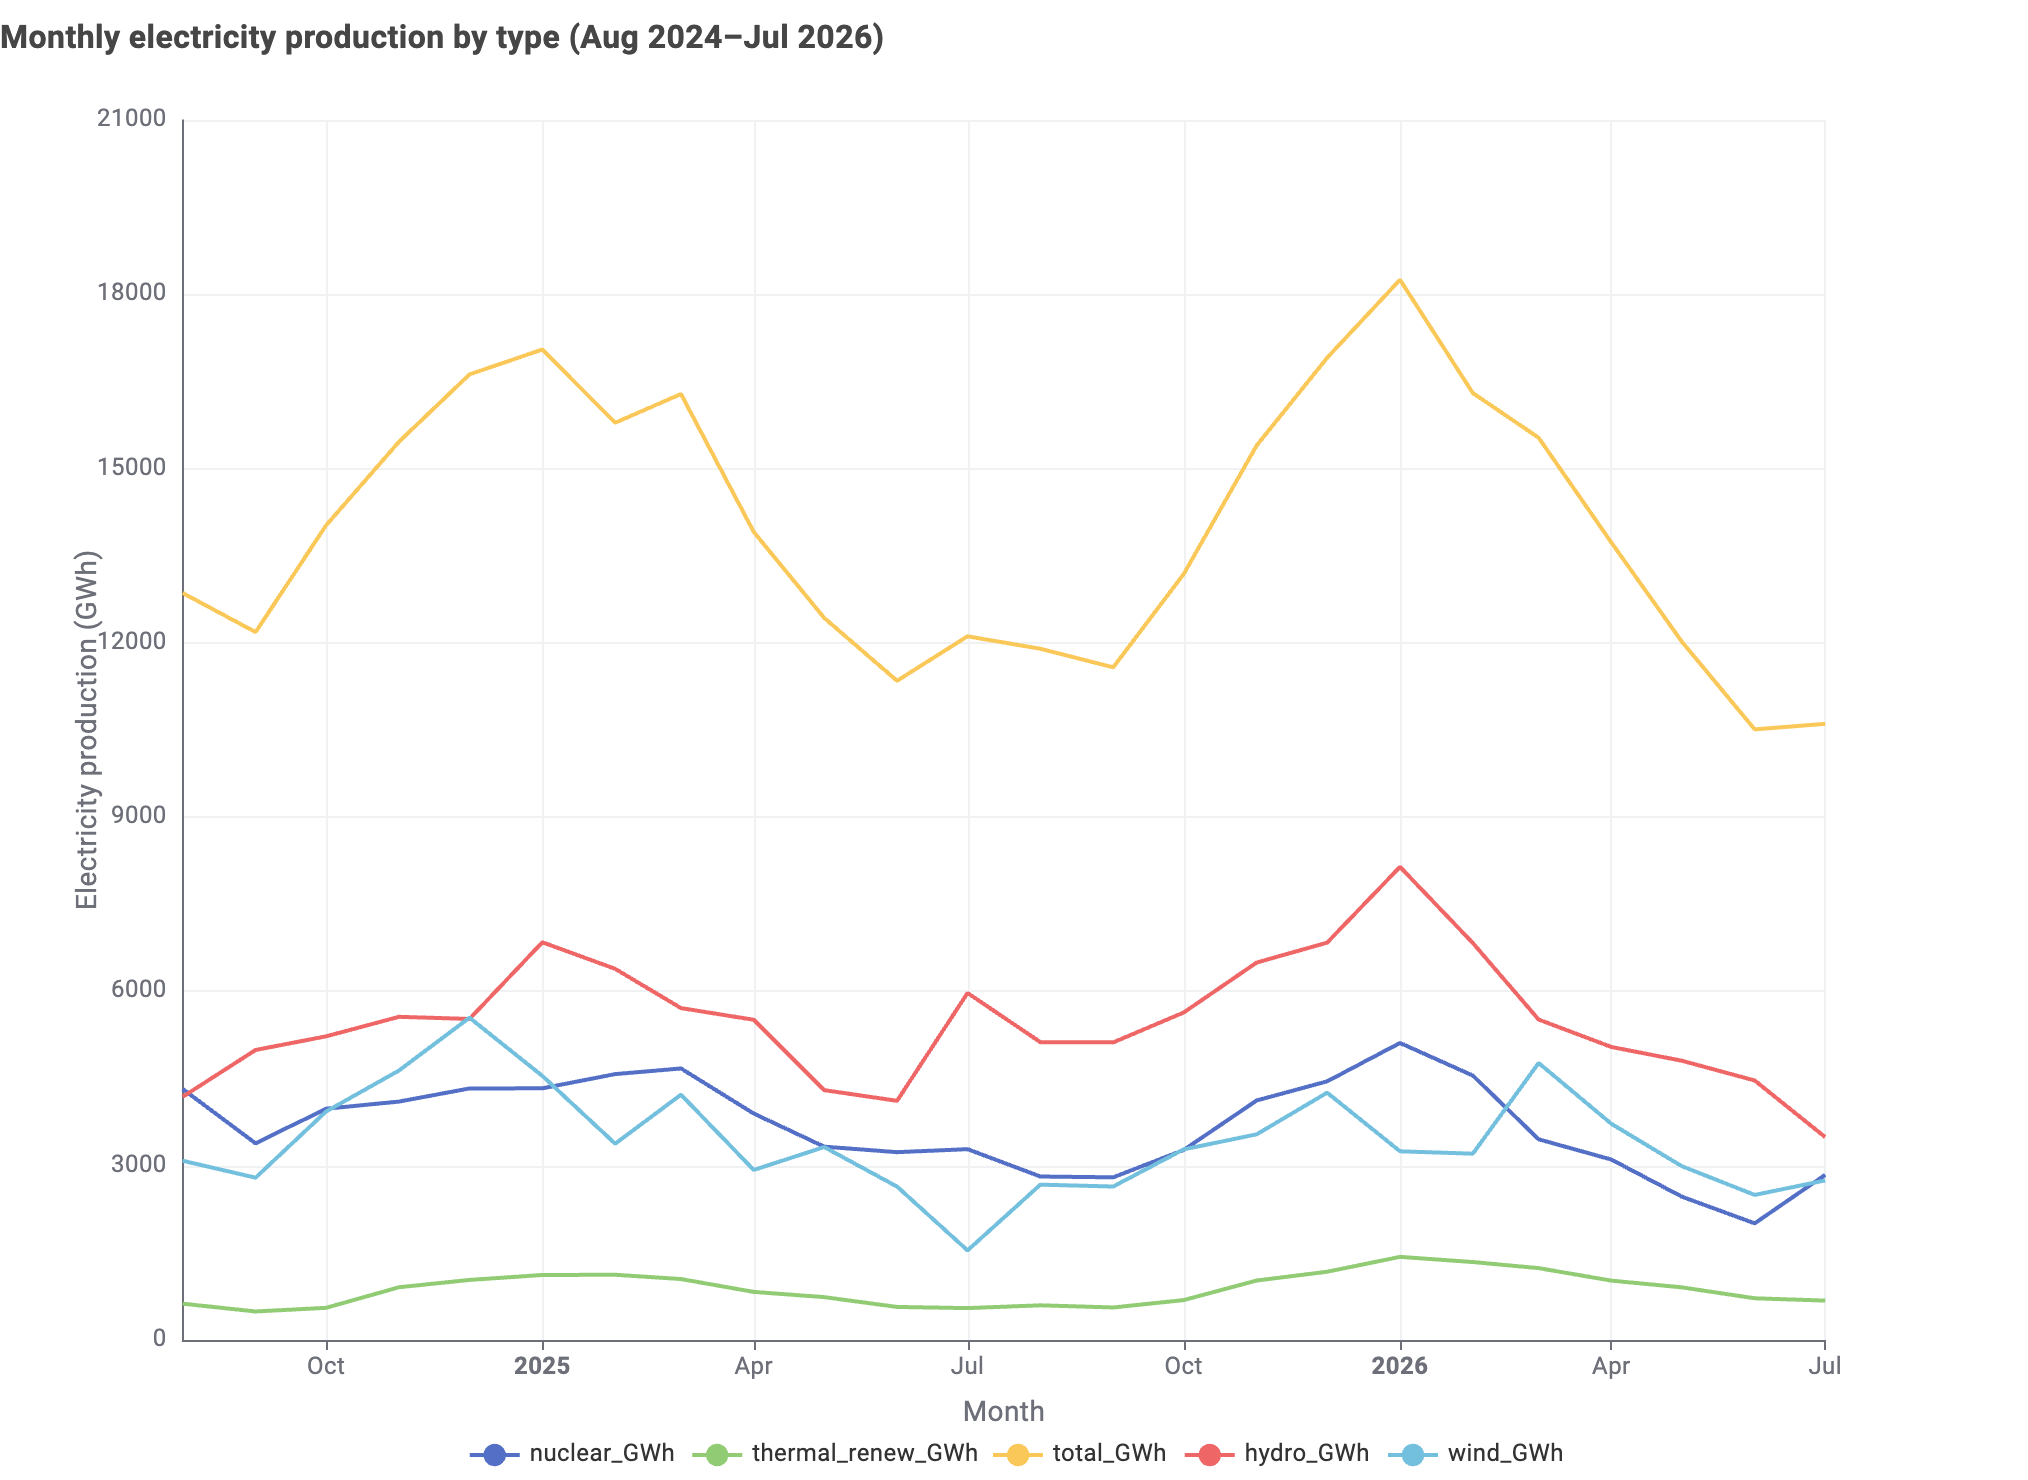 Monthly electricity production by type (Aug 2024–Jul 2026)
21000
18000
15000
12000
9000
6000
3000
0
Electricity production (GWh)
Oct 2025 Apr Jul Oct 2026 Apr Jul
Month
nuclear_GWh thermal_renew_GWh total_GWh hydro_GWh wind_GWh